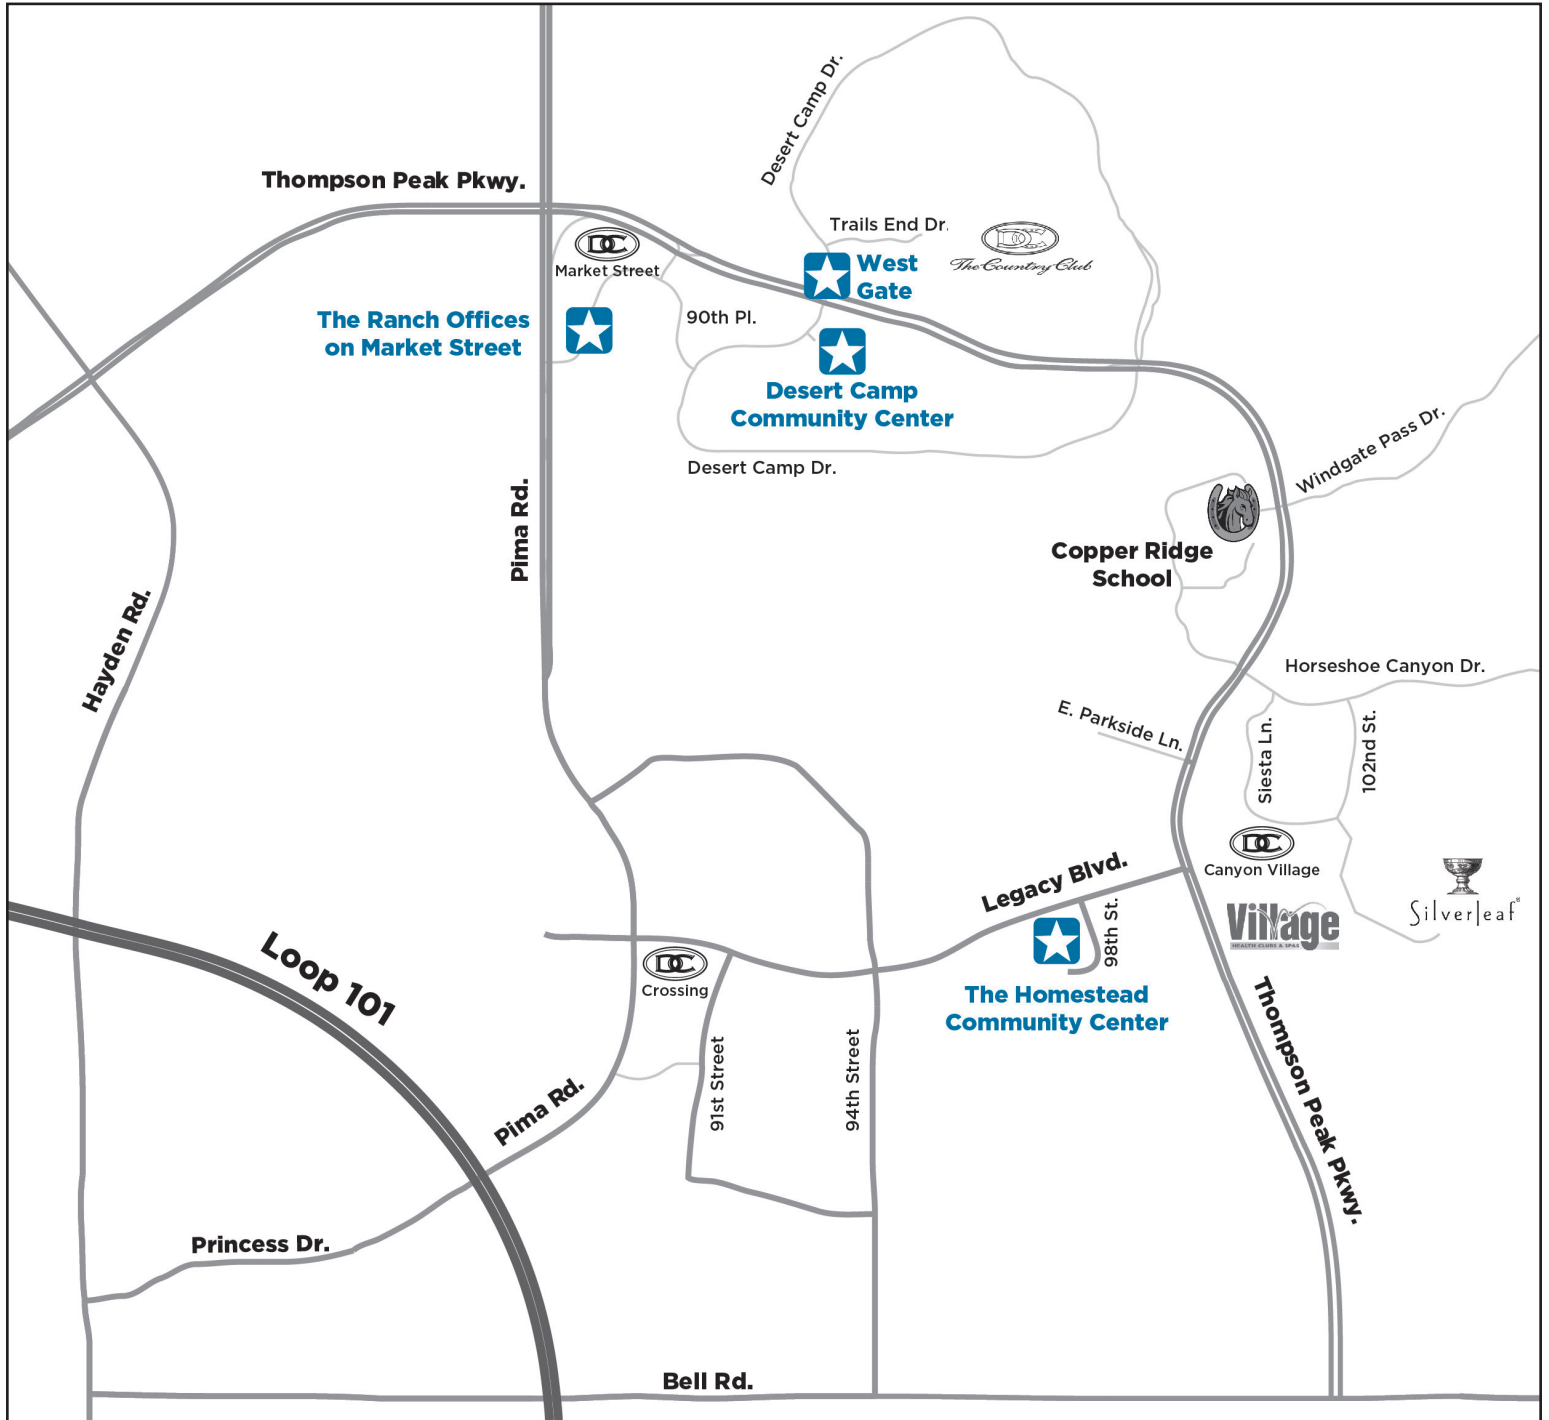 Desert Camp Dr.
Thompson Peak Pkwy.
Trails End Dr.
DC
Market Street
DC
The Country Club
West
Gate
The Ranch Offices
on Market Street
90th Pl.
Desert Camp
Community Center
Desert Camp Dr.
Windgate Pass Dr.
Pima Rd.
Copper Ridge
School
Hayden Rd.
Horseshoe Canyon Dr.
E. Parkside Ln.
Siesta Ln.
102nd St.
DC
Canyon Village
Legacy Blvd.
98th St.
Village
HEALTH CLUBS & SPAS
Silverleaf®
Loop 101
DC
Crossing
The Homestead
Community Center
91st Street
94th Street
Thompson Peak Pkwy.
Pima Rd.
Princess Dr.
Bell Rd.